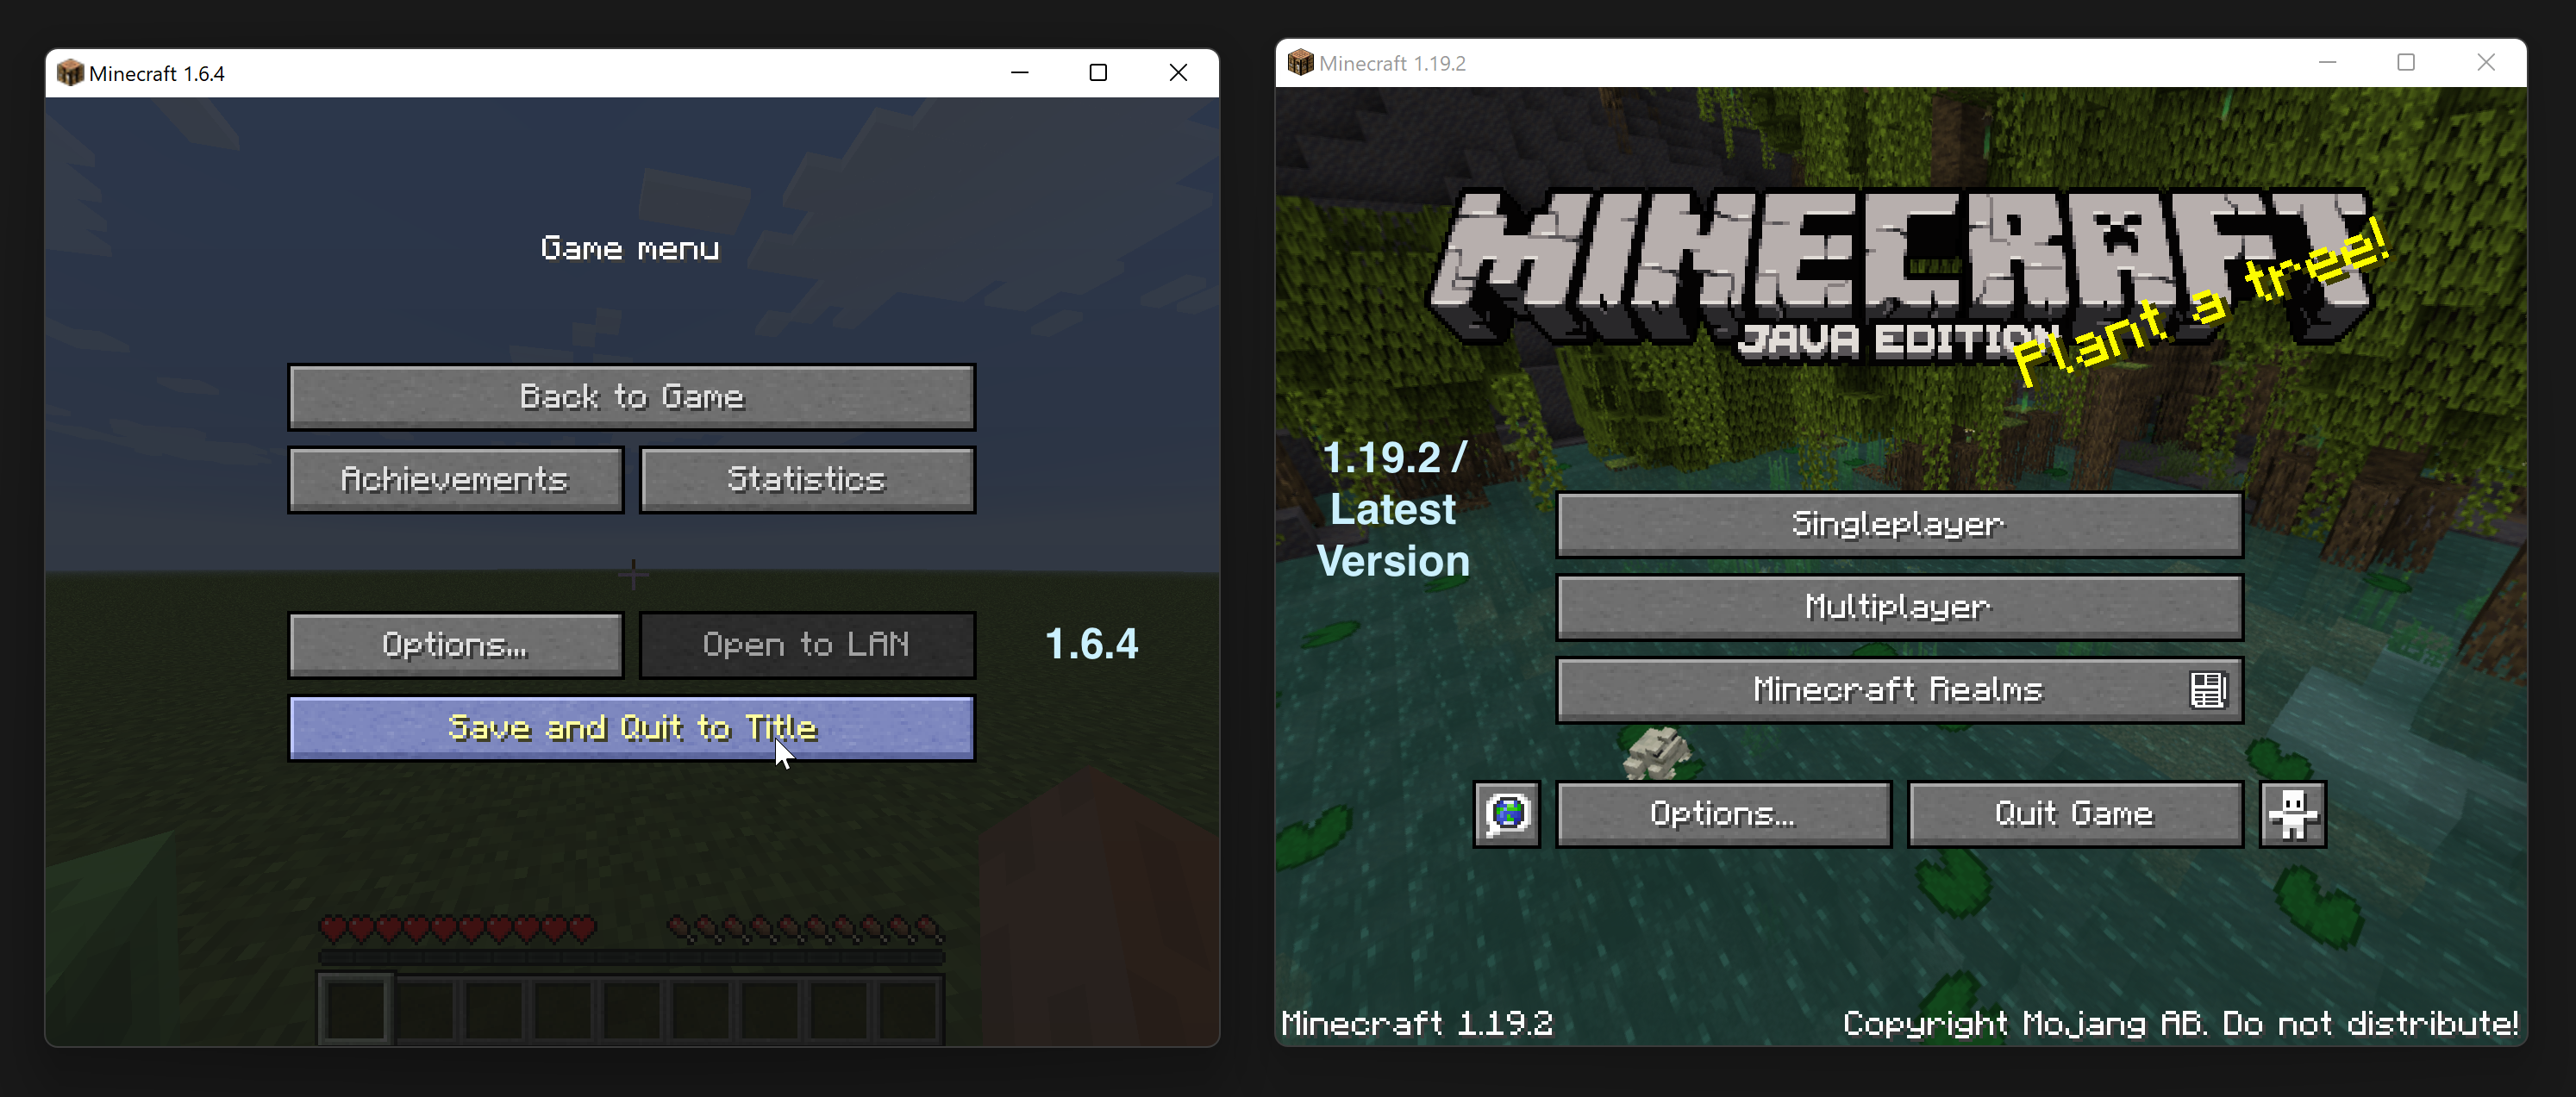 Minecraft 1.6.4
Game menu
Back to Game
Achievements
Statistics
Options...
Open to LAN
1.6.4
Save and Quit to Title
Minecraft 1.19.2
MINECRAFT
JAVA EDITION
Plant a tree!
1.19.2 /
Latest
Version
Singleplayer
Multiplayer
Minecraft Realms
Options...
Quit Game
Minecraft 1.19.2
Copyright Mojang AB. Do not distribute!